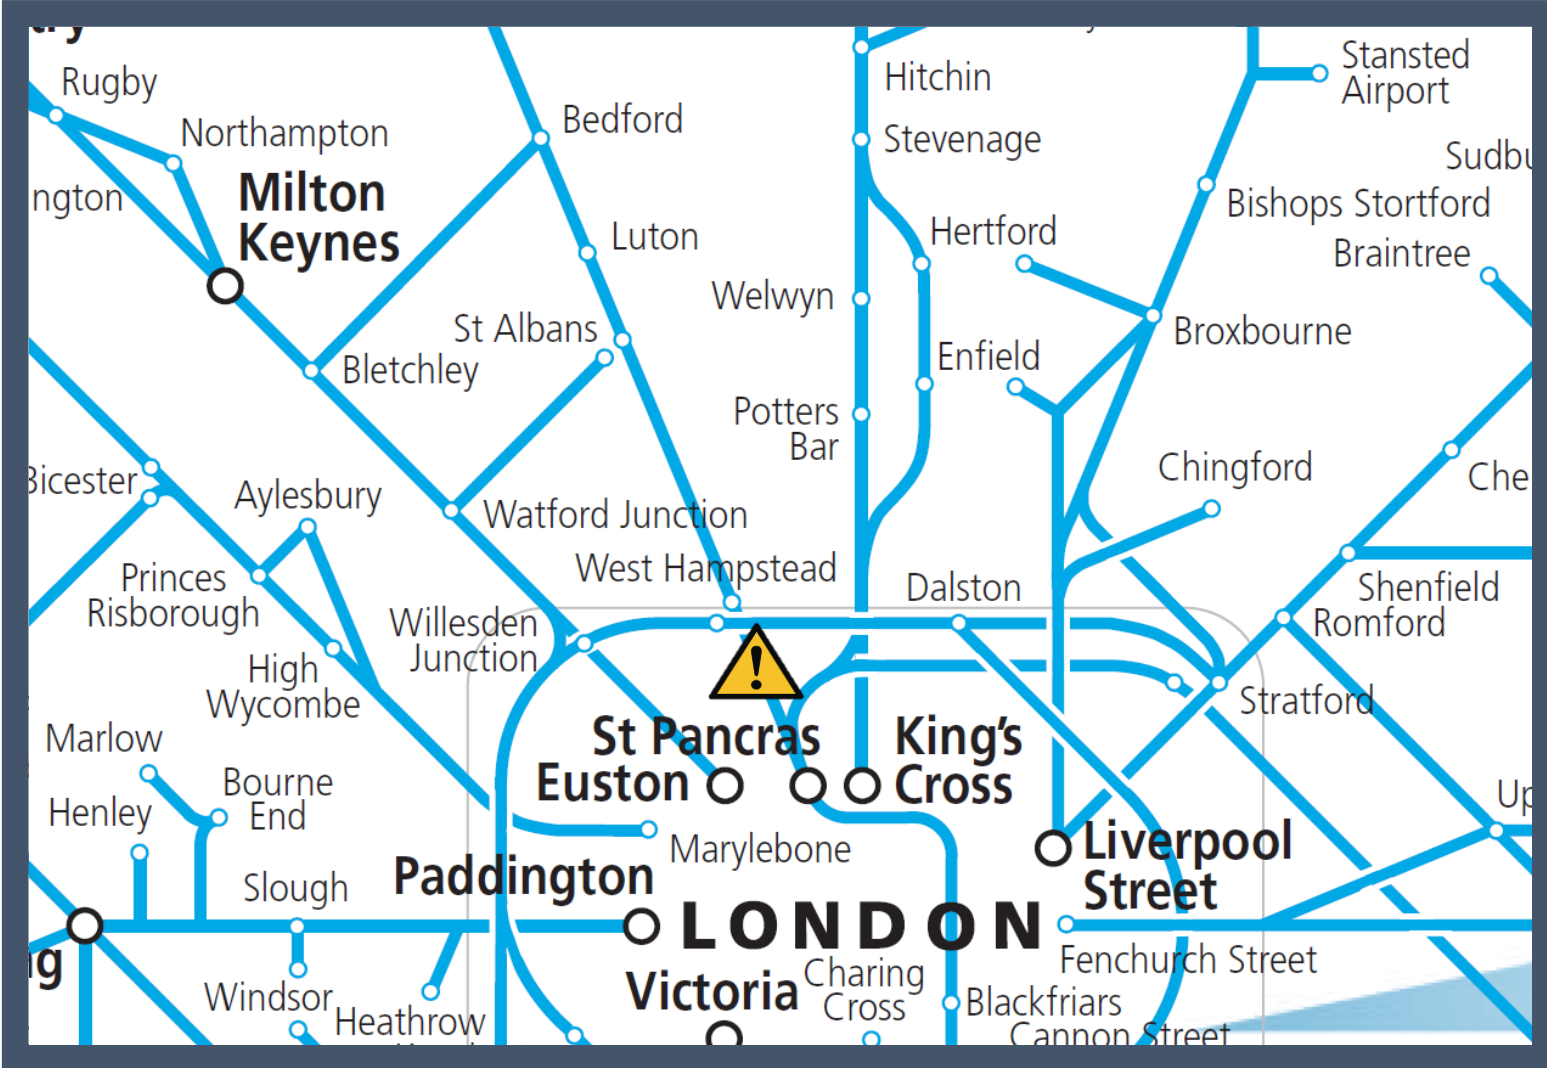 Rugby
Northampton
ngton
Milton
Keynes
Bedford
Hitchin
Stevenage
Stansted
Airport
Bishops Stortford
Braintree
Luton
Hertford
Welwyn
St Albans
Bletchley
Enfield
Broxbourne
Potters
Bar
Chingford
Che
Bicester
Aylesbury
Watford Junction
West Hampstead
Dalston
Princes
Risborough
Willesden
Junction
Shenfield
Romford
High
Wycombe
Stratford
Marlow
St Pancras
King's
Cross
Euston
Bourne
End
Henley
Up
Marylebone
Liverpool
Street
Paddington
Slough
LONDON
!
Fenchurch Street
Windsor
Heathrow
Victoria
Charing
Cross
Blackfriars
Cannon Street